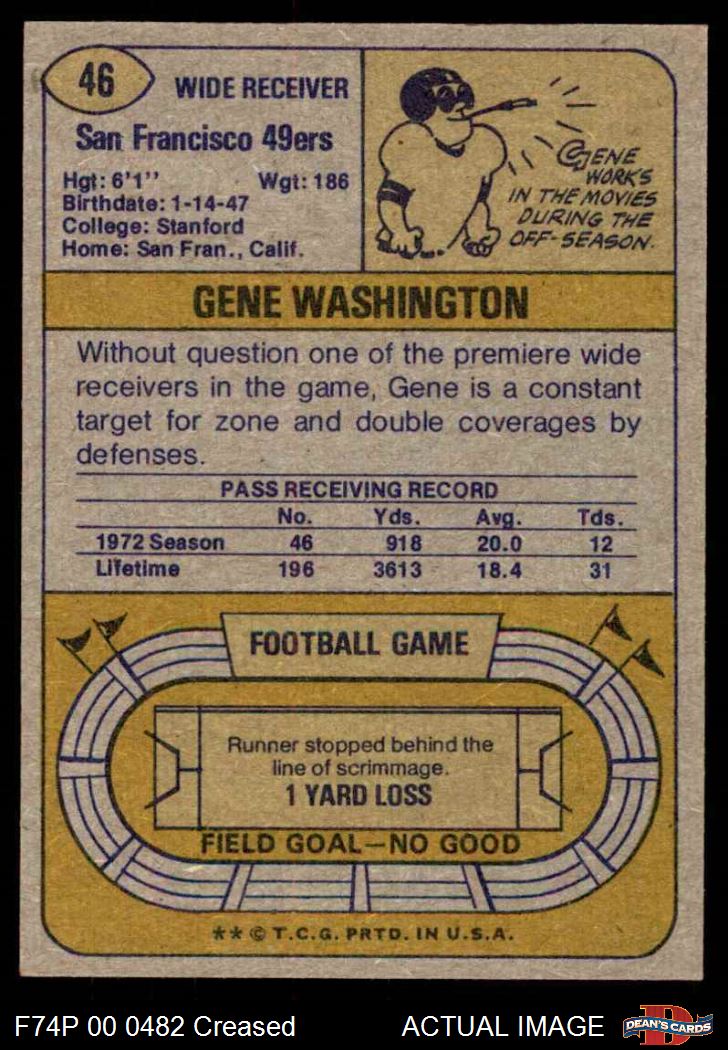 46
WIDE RECEIVER
San Francisco 49ers
Hgt: 6'1'' Wgt: 186
Birthdate: 1-14-47
College: Stanford
Home: San Fran., Calif.
GENE
WORKS
IN THE MOVIES
DURING THE
OFF-SEASON.
GENE WASHINGTON
Without question one of the premiere wide
receivers in the game, Gene is a constant
target for zone and double coverages by
defenses.
PASS RECEIVING RECORD
No. Yds. Avg. Tds.
1972 Season 46 918 20.0 12
Lifetime 196 3613 18.4 31
FOOTBALL GAME
Runner stopped behind the
line of scrimmage.
1 YARD LOSS
FIELD GOAL—NO GOOD
** © T.C.G. PRTD. IN U.S.A.
F74P 00 0482 Creased ACTUAL IMAGE
D
DEAN'S CARDS